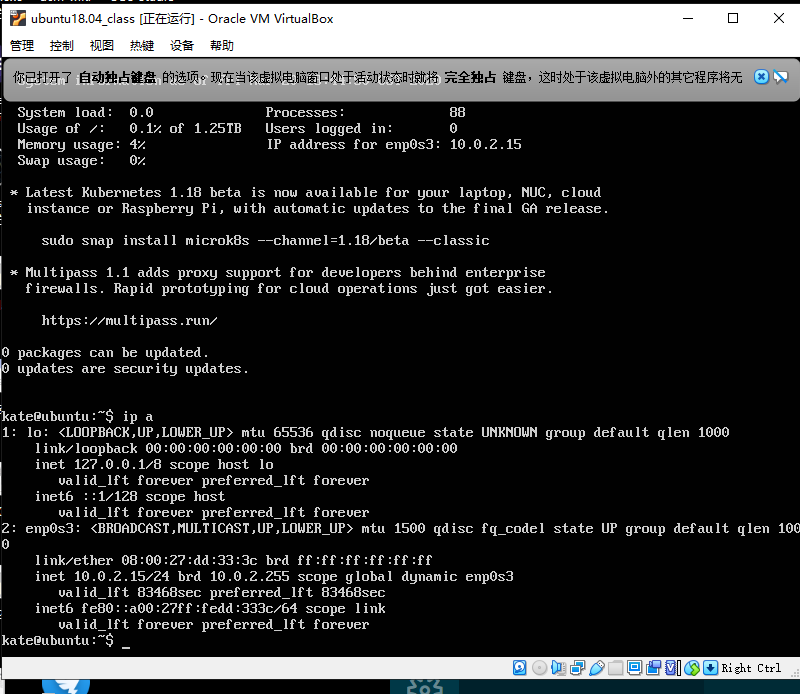 ubuntu18.04_class [正在运行] - Oracle VM VirtualBox
管理 控制 视图 热键 设备 帮助
你已打开了 自动独占键盘 的选项。现在当该虚拟电脑窗口处于活动状态时就将 完全独占 键盘，这时处于该虚拟电脑外的其它程序将无
System load: 0.0 Processes: 88
Usage of /: 0.1% of 1.25TB Users logged in: 0
Memory usage: 4% IP address for enp0s3: 10.0.2.15
Swap usage: 0%
* Latest Kubernetes 1.18 beta is now available for your laptop, NUC, cloud
instance or Raspberry Pi, with automatic updates to the final GA release.
sudo snap install microk8s --channel=1.18/beta --classic
* Multipass 1.1 adds proxy support for developers behind enterprise
firewalls. Rapid prototyping for cloud operations just got easier.
https://multipass.run/
0 packages can be updated.
0 updates are security updates.
kate@ubuntu:~$ ip a
1: lo: <LOOPBACK,UP,LOWER_UP> mtu 65536 qdisc noqueue state UNKNOWN group default qlen 1000
link/loopback 00:00:00:00:00:00 brd 00:00:00:00:00:00
inet 127.0.0.1/8 scope host lo
valid_lft forever preferred_lft forever
inet6 ::1/128 scope host
valid_lft forever preferred_lft forever
2: enp0s3: <BROADCAST,MULTICAST,UP,LOWER_UP> mtu 1500 qdisc fq_codel state UP group default qlen 100
0
link/ether 08:00:27:dd:33:3c brd ff:ff:ff:ff:ff:ff
inet 10.0.2.15/24 brd 10.0.2.255 scope global dynamic enp0s3
valid_lft 83468sec preferred_lft 83468sec
inet6 fe80::a00:27ff:fedd:333c/64 scope link
valid_lft forever preferred_lft forever
kate@ubuntu:~$ _
Right Ctrl